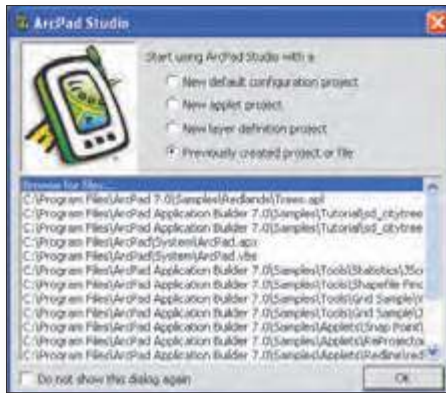 ArcPad Studio
Start using ArcPad Studio with a
New default configuration project
New applet project
New layer definition project
Previously created project or file
Browse for files...
C:\Program Files\ArcPad 7.0\Samples\Redlands\Trees.apl
C:\Program Files\ArcPad Application Builder 7.0\Samples\Tutorial\sd_citytree
C:\Program Files\ArcPad Application Builder 7.0\Samples\Tutorial\sd_citytree
C:\Program Files\ArcPad\System\ArcPad.apx
C:\Program Files\ArcPad\System\ArcPad.vbs
C:\Program Files\ArcPad Application Builder 7.0\Samples\Tools\Statistics\JScr
C:\Program Files\ArcPad Application Builder 7.0\Samples\Tools\Shapefile Proc
C:\Program Files\ArcPad Application Builder 7.0\Samples\Tools\Grid Sample\
C:\Program Files\ArcPad Application Builder 7.0\Samples\Tools\Grid Sample\
C:\Program Files\ArcPad Application Builder 7.0\Samples\Applets\Snap Point\
C:\Program Files\ArcPad Application Builder 7.0\Samples\Applets\ReProjector
C:\Program Files\ArcPad Application Builder 7.0\Samples\Applets\Redline\red
Do not show this dialog again
OK